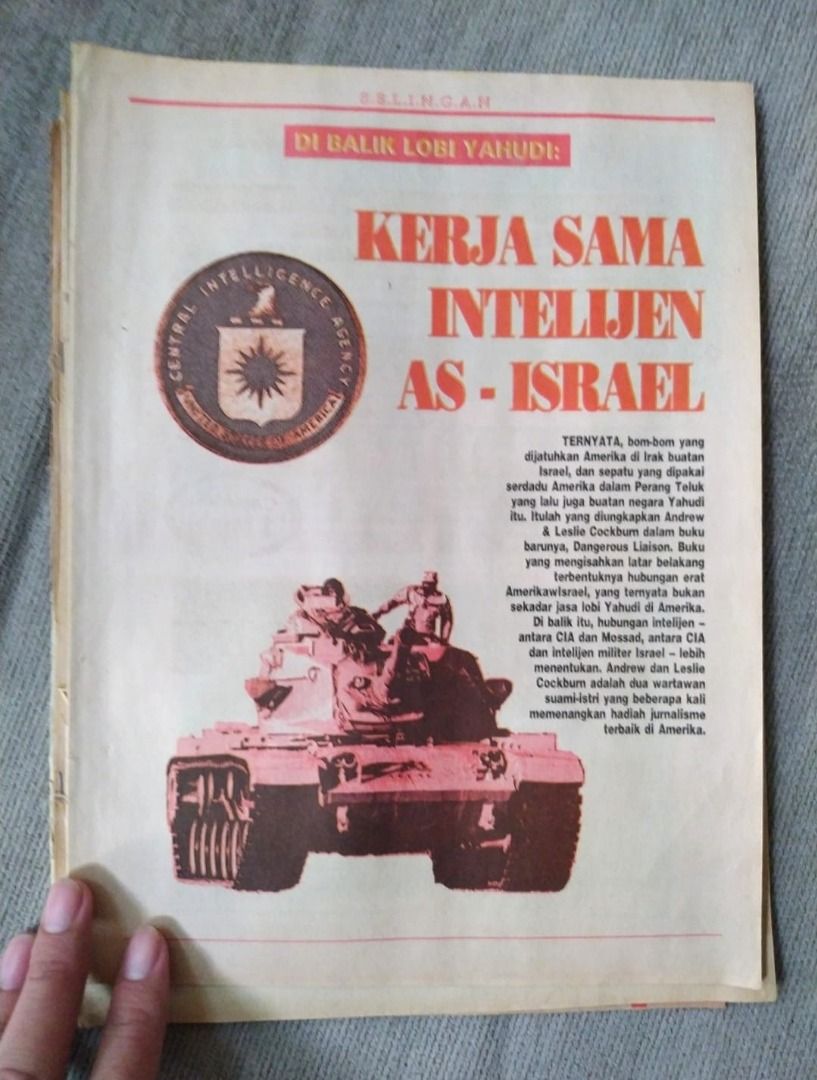 S.E.L.I.N.G.A.N
DI BALIK LOBI YAHUDI:
KERJA SAMA
INTELIJEN
AS - ISRAEL
CENTRAL INTELLIGENCE AGENCY
UNITED STATES OF AMERICA
TERNYATA, bom-bom yang
dijatuhkan Amerika di Irak buatan
Israel, dan sepatu yang dipakai
serdadu Amerika dalam Perang Teluk
yang lalu juga buatan negara Yahudi
itu. Itulah yang diungkapkan Andrew
& Leslie Cockburn dalam buku
barunya, Dangerous Liaison. Buku
yang mengisahkan latar belakang
terbentuknya hubungan erat
AmerikawIsrael, yang ternyata bukan
sekadar jasa lobi Yahudi di Amerika.
Di balik itu, hubungan intelijen –
antara CIA dan Mossad, antara CIA
dan intelijen militer Israel – lebih
menentukan. Andrew dan Leslie
Cockburn adalah dua wartawan
suami-istri yang beberapa kali
memenangkan hadiah jurnalisme
terbaik di Amerika.